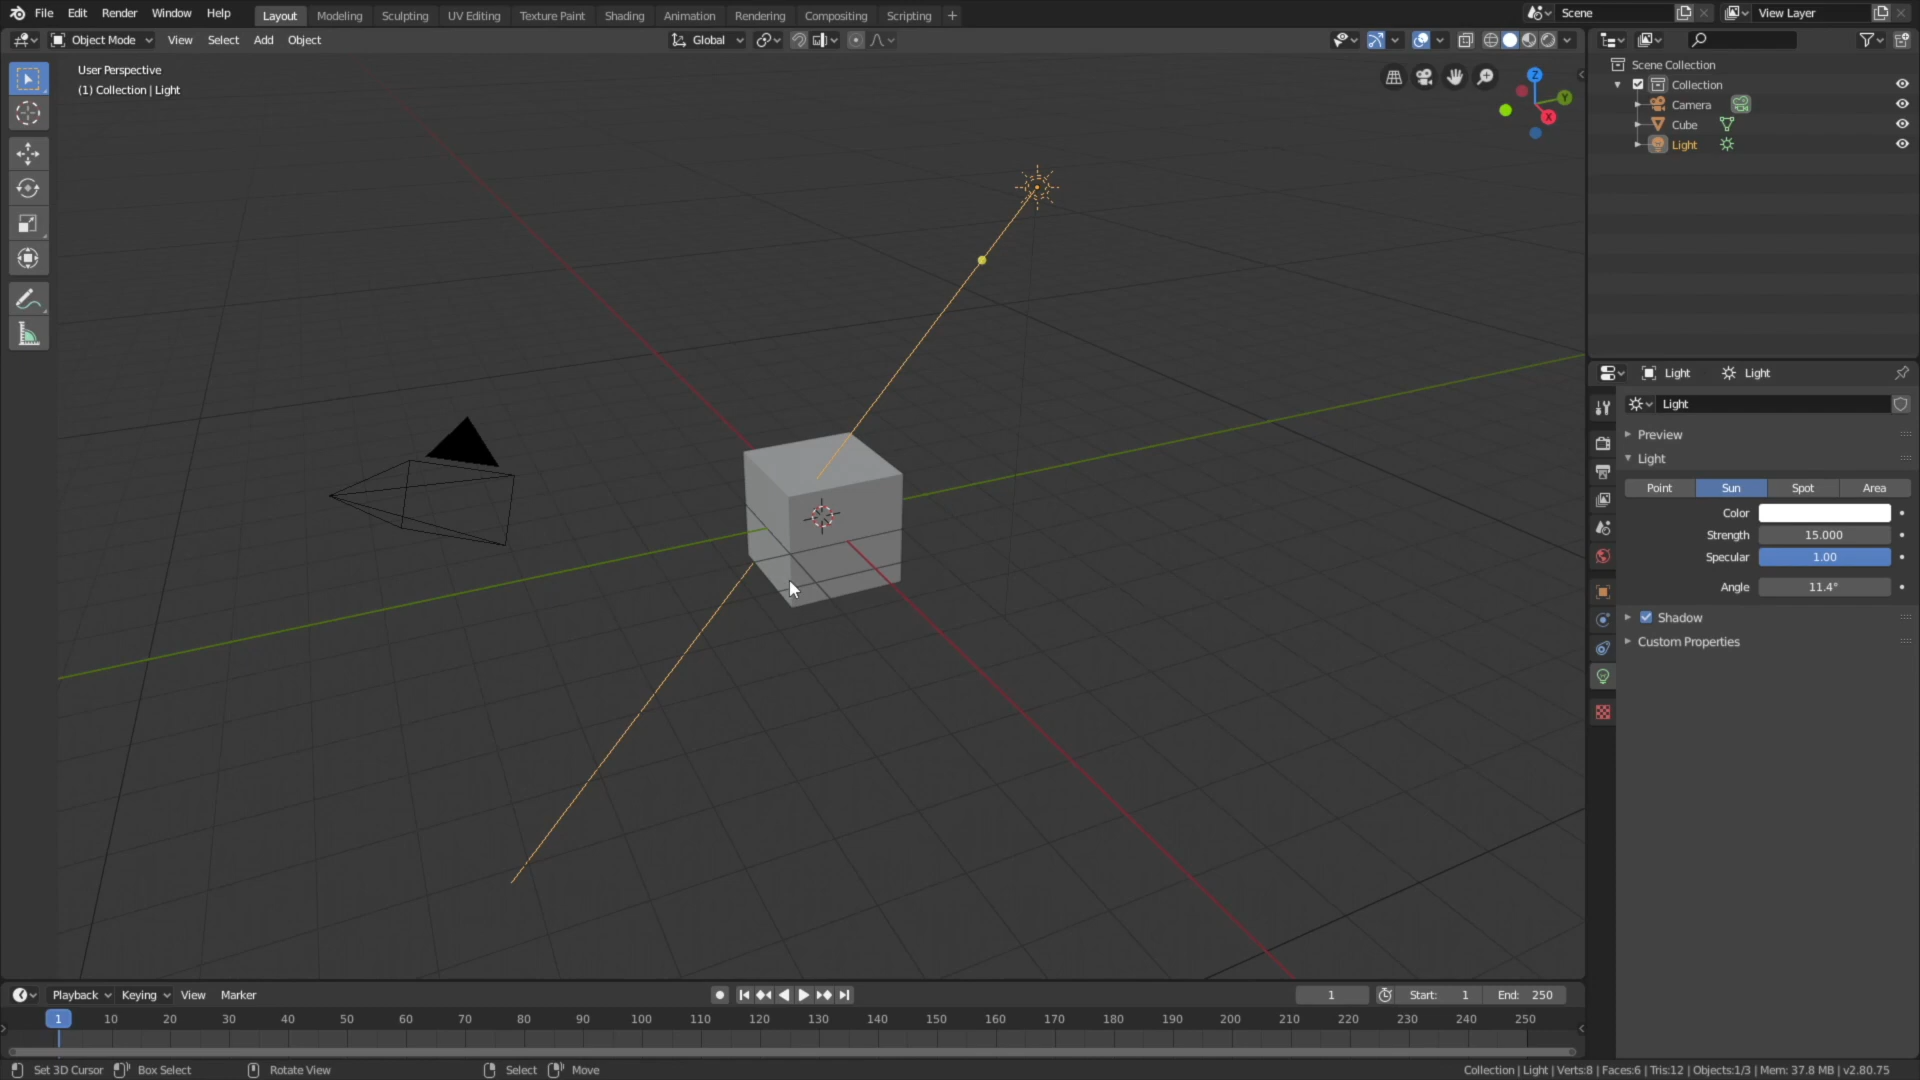 File Edit Render Window Help Layout Modeling Sculpting UV Editing Texture Paint Shading Animation Rendering Compositing Scripting + Scene View Layer
Object Mode View Select Add Object Global
User Perspective
(1) Collection | Light
Z
Y
X
Scene Collection
Collection
Camera
Cube
Light
Light Light
Light
Preview
Light
Point Sun Spot Area
Color
Strength 15.000
Specular 1.00
Angle 11.4°
Shadow
Custom Properties
Playback Keying View Marker 1 Start: 1 End: 250
1 10 20 30 40 50 60 70 80 90 100 110 120 130 140 150 160 170 180 190 200 210 220 230 240 250
Set 3D Cursor Box Select Rotate View Select Move Collection | Light | Verts:8 | Faces:6 | Tris:12 | Objects:1/3 | Mem: 37.8 MB | v2.80.75